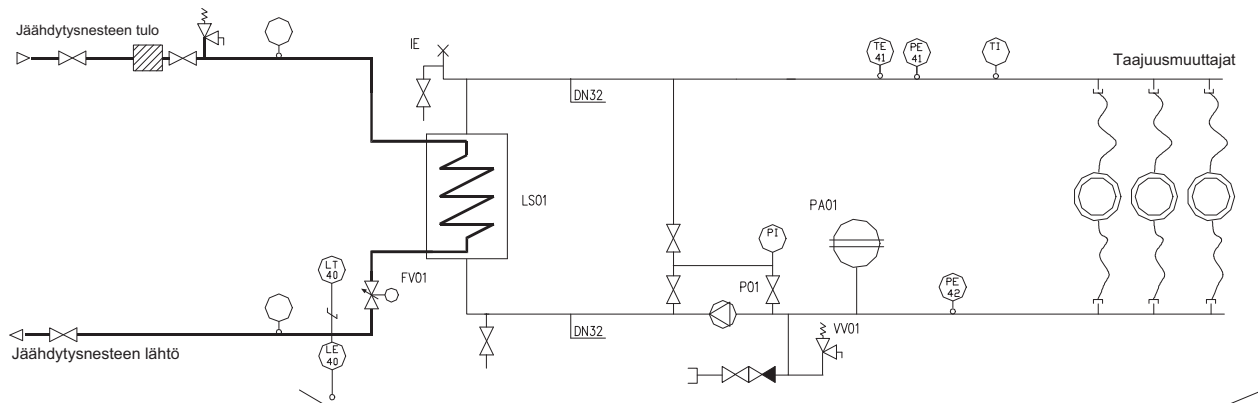 Jäähdytysnesteen tulo
IE
TE
41
PE
41
TI
Taajuusmuuttajat
DN32
LS01
PA01
LT
40
FV01
PI
P01
PE
42
DN32
VV01
Jäähdytysnesteen lähtö
LE
40